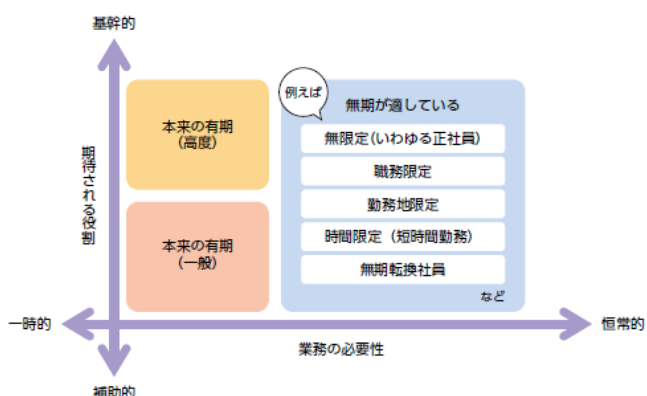 基幹的
例えば
無期が適している
本来の有期
(高度)
無限定(いわゆる正社員)
職務限定
期待される役割
勤務地限定
時間限定（短時間勤務）
本来の有期
(一般)
無期転換社員
など
一時的
恒常的
業務の必要性
補助的